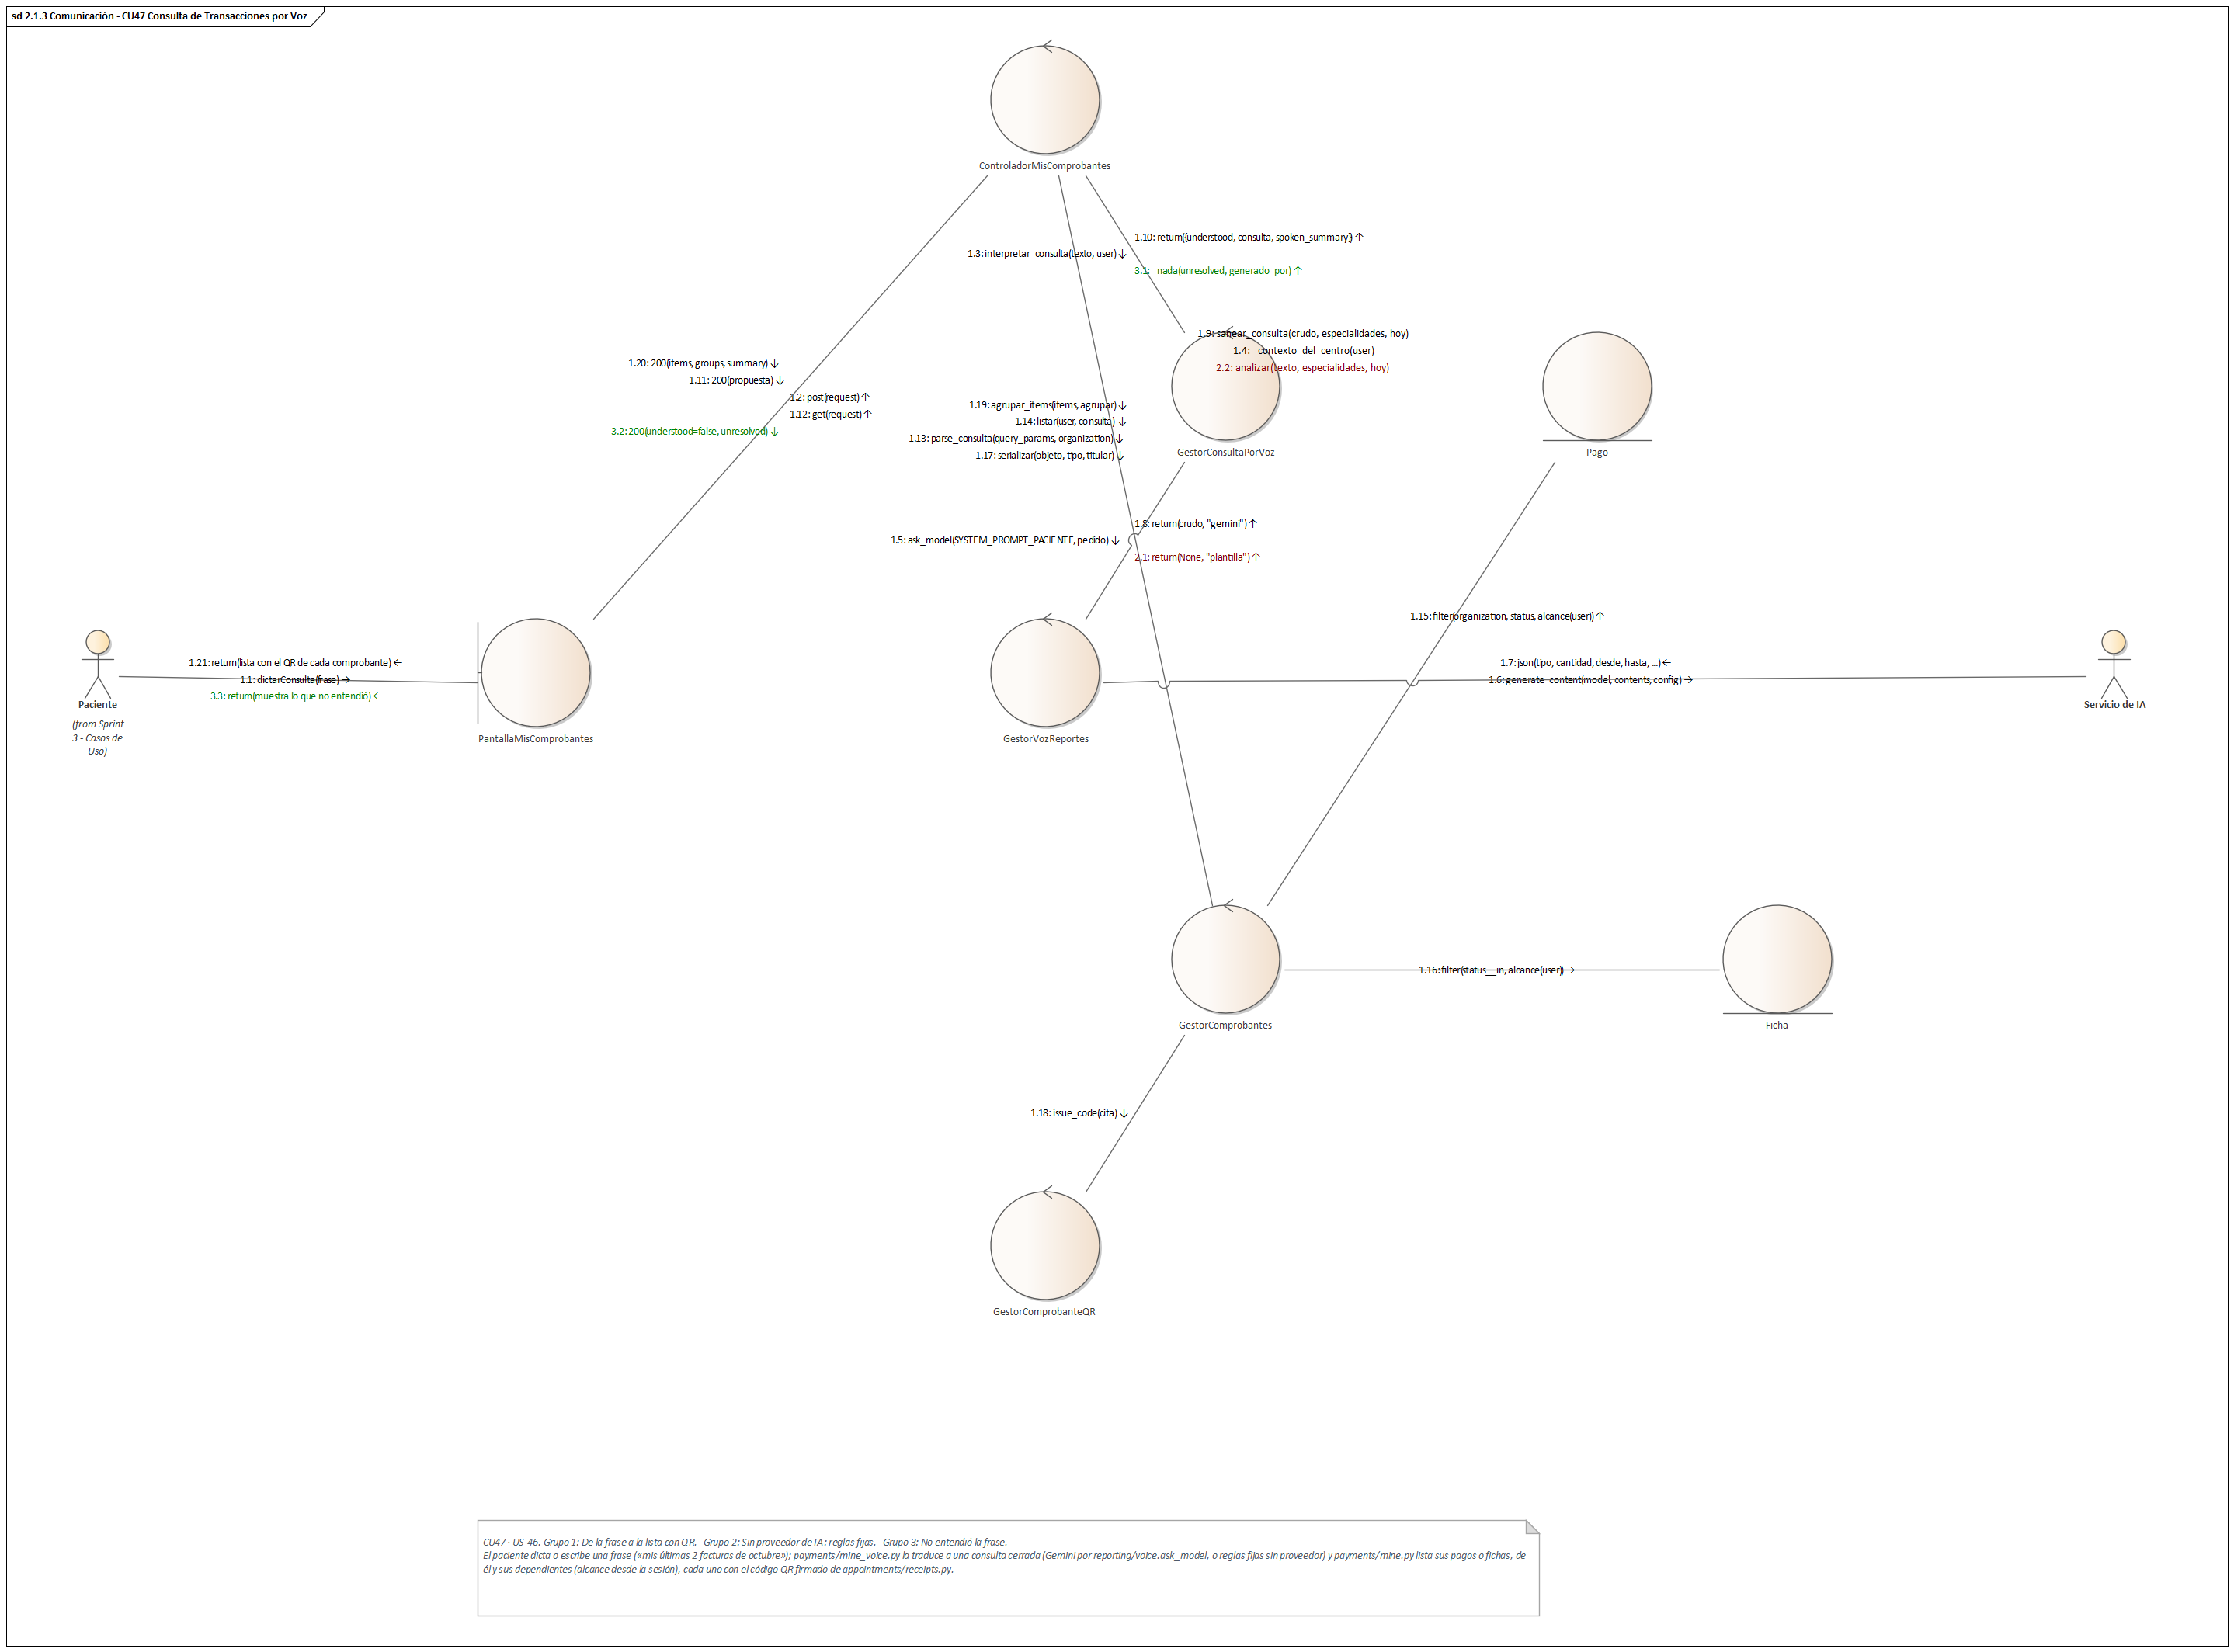 sd 2.1.3 Comunicación - CU47 Consulta de Transacciones por Voz
ControladorMisComprobantes
1.10: return({understood, consulta, spoken_summary}) ↑
1.3: interpretar_consulta(texto, user) ↓
3.1: _nada(unresolved, generado_por) ↑
1.9: sanear_consulta(crudo, especialidades, hoy)
1.4: _contexto_del_centro(user)
2.2: analizar(texto, especialidades, hoy)
1.20: 200(items, groups, summary) ↓
1.11: 200(propuesta) ↓
1.2: post(request) ↑
1.12: get(request) ↑
3.2: 200(understood=false, unresolved) ↓
1.19: agrupar_items(items, agrupar) ↓
1.14: listar(user, consulta) ↓
1.13: parse_consulta(query_params, organization) ↓
1.17: serializar(objeto, tipo, titular) ↓
GestorConsultaPorVoz
Pago
1.8: return(crudo, "gemini") ↑
1.5: ask_model(SYSTEM_PROMPT_PACIENTE, pedido) ↓
2.1: return(None, "plantilla") ↑
1.15: filter(organization, status, alcance(user)) ↑
1.21: return(lista con el QR de cada comprobante) ←
1.1: dictarConsulta(frase) →
3.3: return(muestra lo que no entendió) ←
1.7: json(tipo, cantidad, desde, hasta, ...) ←
1.6: generate_content(model, contents, config) →
Paciente
(from Sprint
3 - Casos de
Uso)
PantallaMisComprobantes
GestorVozReportes
Servicio de IA
1.16: filter(status__in, alcance(user)) →
GestorComprobantes
Ficha
1.18: issue_code(cita) ↓
GestorComprobanteQR
CU47 · US-46. Grupo 1: De la frase a la lista con QR.   Grupo 2: Sin proveedor de IA: reglas fijas.   Grupo 3: No entendió la frase.
El paciente dicta o escribe una frase («mis últimas 2 facturas de octubre»); payments/mine_voice.py la traduce a una consulta cerrada (Gemini por reporting/voice.ask_model, o reglas fijas sin proveedor) y payments/mine.py lista sus pagos o fichas, de
él y sus dependientes (alcance desde la sesión), cada uno con el código QR firmado de appointments/receipts.py.